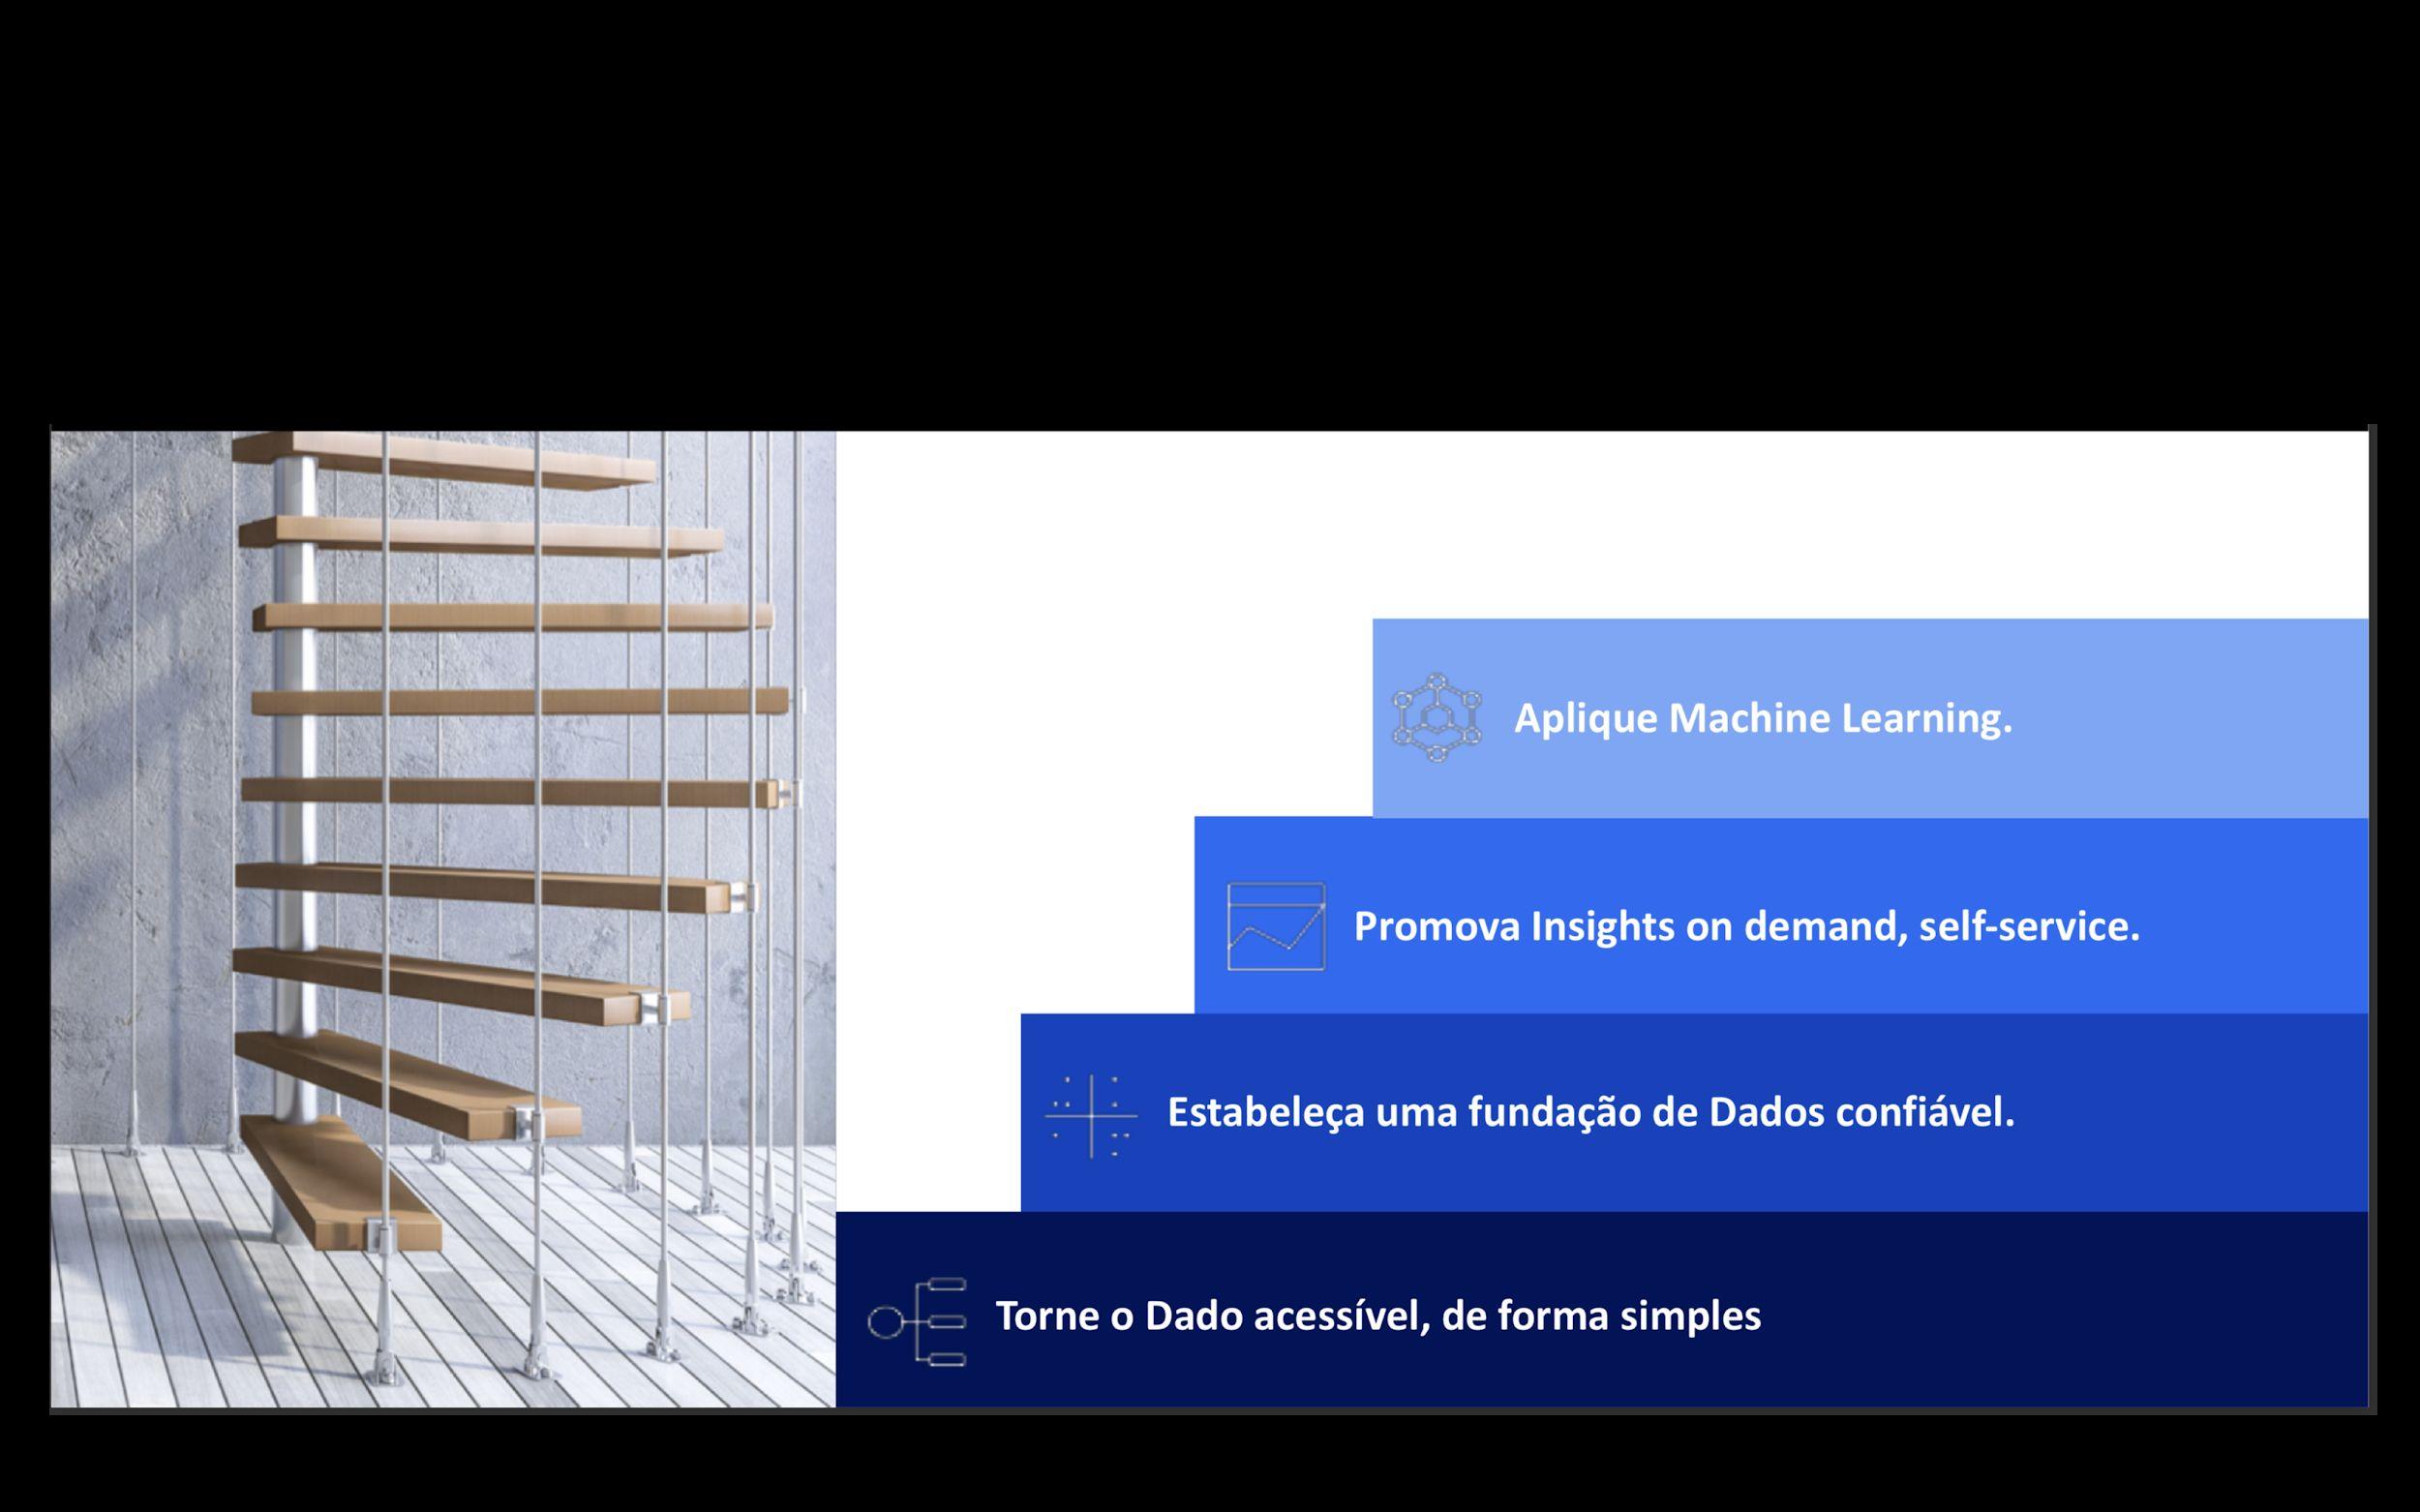 Aplique Machine Learning.
Promova Insights on demand, self-service.
Estabeleça uma fundação de Dados confiável.
Torne o Dado acessível, de forma simples